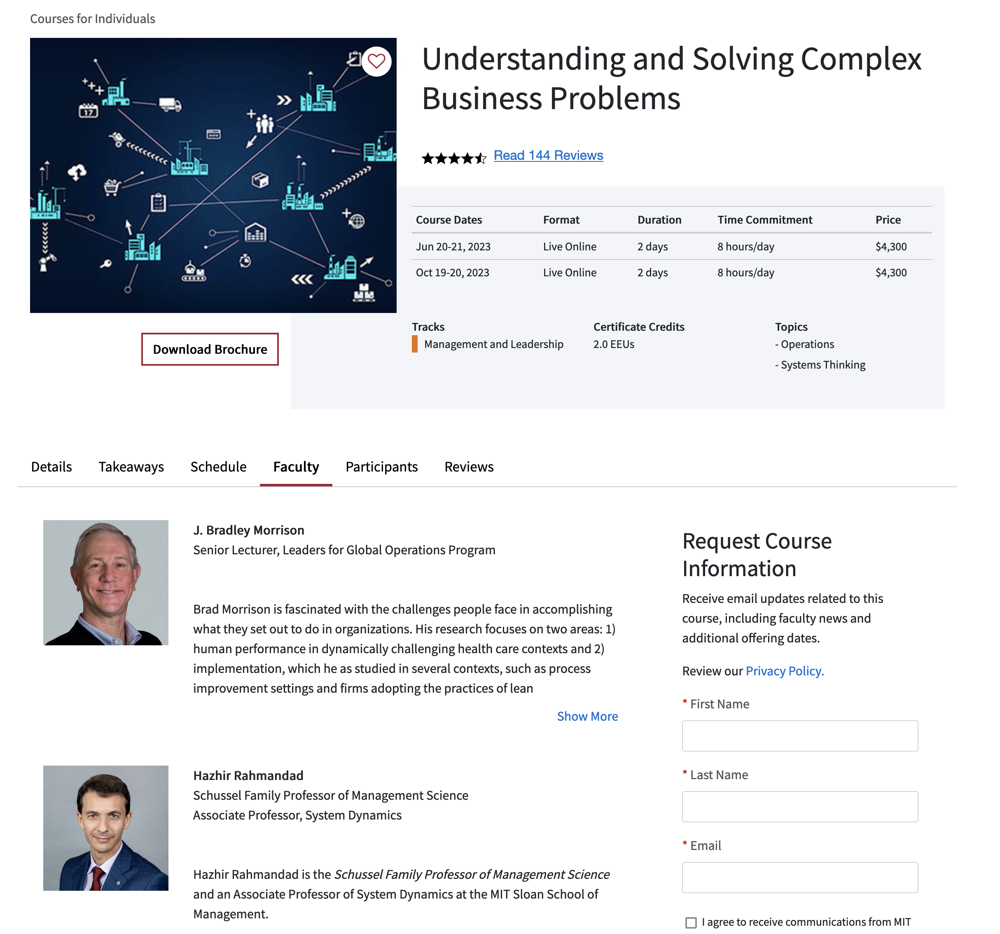 Courses for Individuals
17
Understanding and Solving Complex
Business Problems
Read 144 Reviews
Course Dates Format Duration Time Commitment Price
Jun 20-21, 2023 Live Online 2 days 8 hours/day $4,300
Oct 19-20, 2023 Live Online 2 days 8 hours/day $4,300
Tracks Certificate Credits Topics
Management and Leadership 2.0 EEUs - Operations
- Systems Thinking
Download Brochure
Details Takeaways Schedule Faculty Participants Reviews
J. Bradley Morrison
Senior Lecturer, Leaders for Global Operations Program
Brad Morrison is fascinated with the challenges people face in accomplishing
what they set out to do in organizations. His research focuses on two areas: 1)
human performance in dynamically challenging health care contexts and 2)
implementation, which he as studied in several contexts, such as process
improvement settings and firms adopting the practices of lean
Show More
Hazhir Rahmandad
Schussel Family Professor of Management Science
Associate Professor, System Dynamics
Hazhir Rahmandad is the Schussel Family Professor of Management Science
and an Associate Professor of System Dynamics at the MIT Sloan School of
Management.
Request Course
Information
Receive email updates related to this
course, including faculty news and
additional offering dates.
Review our Privacy Policy.
* First Name
* Last Name
* Email
I agree to receive communications from MIT